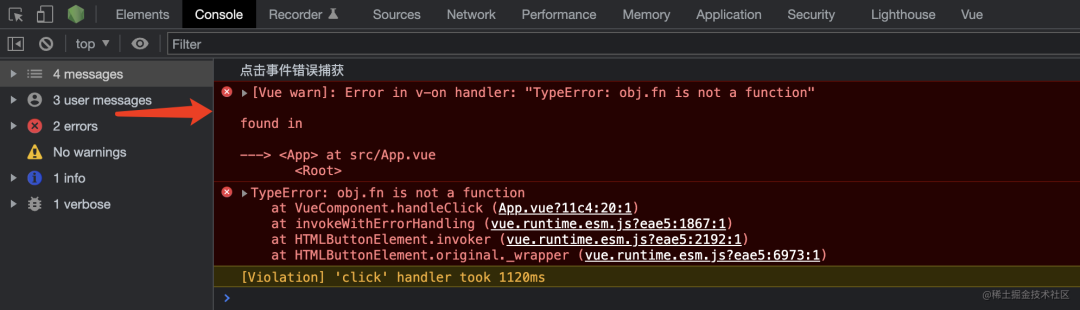 Elements Console Recorder Sources Network Performance Memory Application Security Lighthouse Vue
top ▼ Filter
4 messages
3 user messages
2 errors
No warnings
1 info
1 verbose
点击事件错误捕获
[Vue warn]: Error in v-on handler: "TypeError: obj.fn is not a function"
found in
---> <App> at src/App.vue
<Root>
TypeError: obj.fn is not a function
at VueComponent.handleClick (App.vue?11c4:20:1)
at invokeWithErrorHandling (vue.runtime.esm.js?eae5:1867:1)
at HTMLButtonElement.invoker (vue.runtime.esm.js?eae5:2192:1)
at HTMLButtonElement.original._wrapper (vue.runtime.esm.js?eae5:6973:1)
[Violation] 'click' handler took 1120ms
>
@稀土掘金技术社区